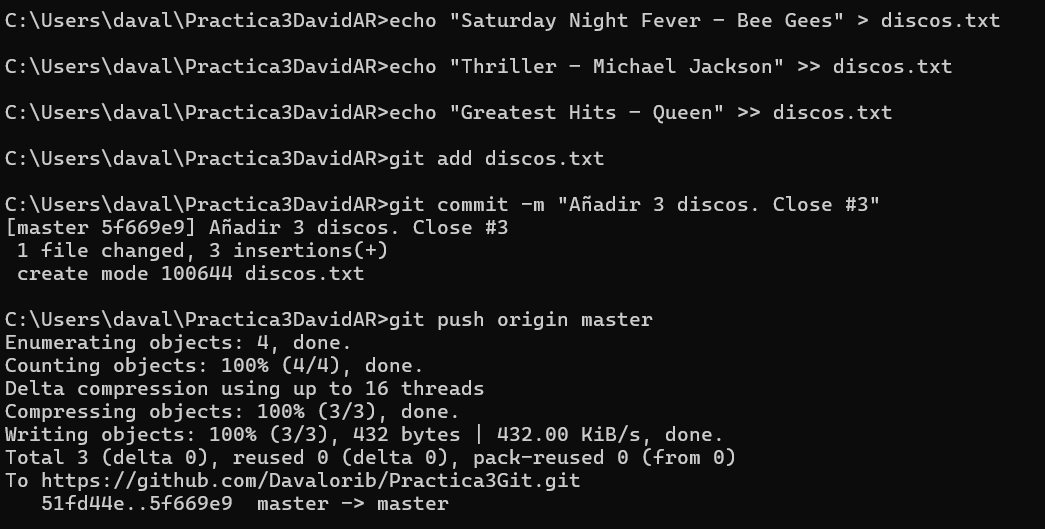 C:\Users\daval\Practica3DavidAR>echo "Saturday Night Fever - Bee Gees" > discos.txt
C:\Users\daval\Practica3DavidAR>echo "Thriller - Michael Jackson" >> discos.txt
C:\Users\daval\Practica3DavidAR>echo "Greatest Hits - Queen" >> discos.txt
C:\Users\daval\Practica3DavidAR>git add discos.txt
C:\Users\daval\Practica3DavidAR>git commit -m "Añadir 3 discos. Close #3"
[master 5f669e9] Añadir 3 discos. Close #3
 1 file changed, 3 insertions(+)
 create mode 100644 discos.txt
C:\Users\daval\Practica3DavidAR>git push origin master
Enumerating objects: 4, done.
Counting objects: 100% (4/4), done.
Delta compression using up to 16 threads
Compressing objects: 100% (3/3), done.
Writing objects: 100% (3/3), 432 bytes | 432.00 KiB/s, done.
Total 3 (delta 0), reused 0 (delta 0), pack-reused 0 (from 0)
To https://github.com/Davalorib/Practica3Git.git
   51fd44e..5f669e9  master -> master